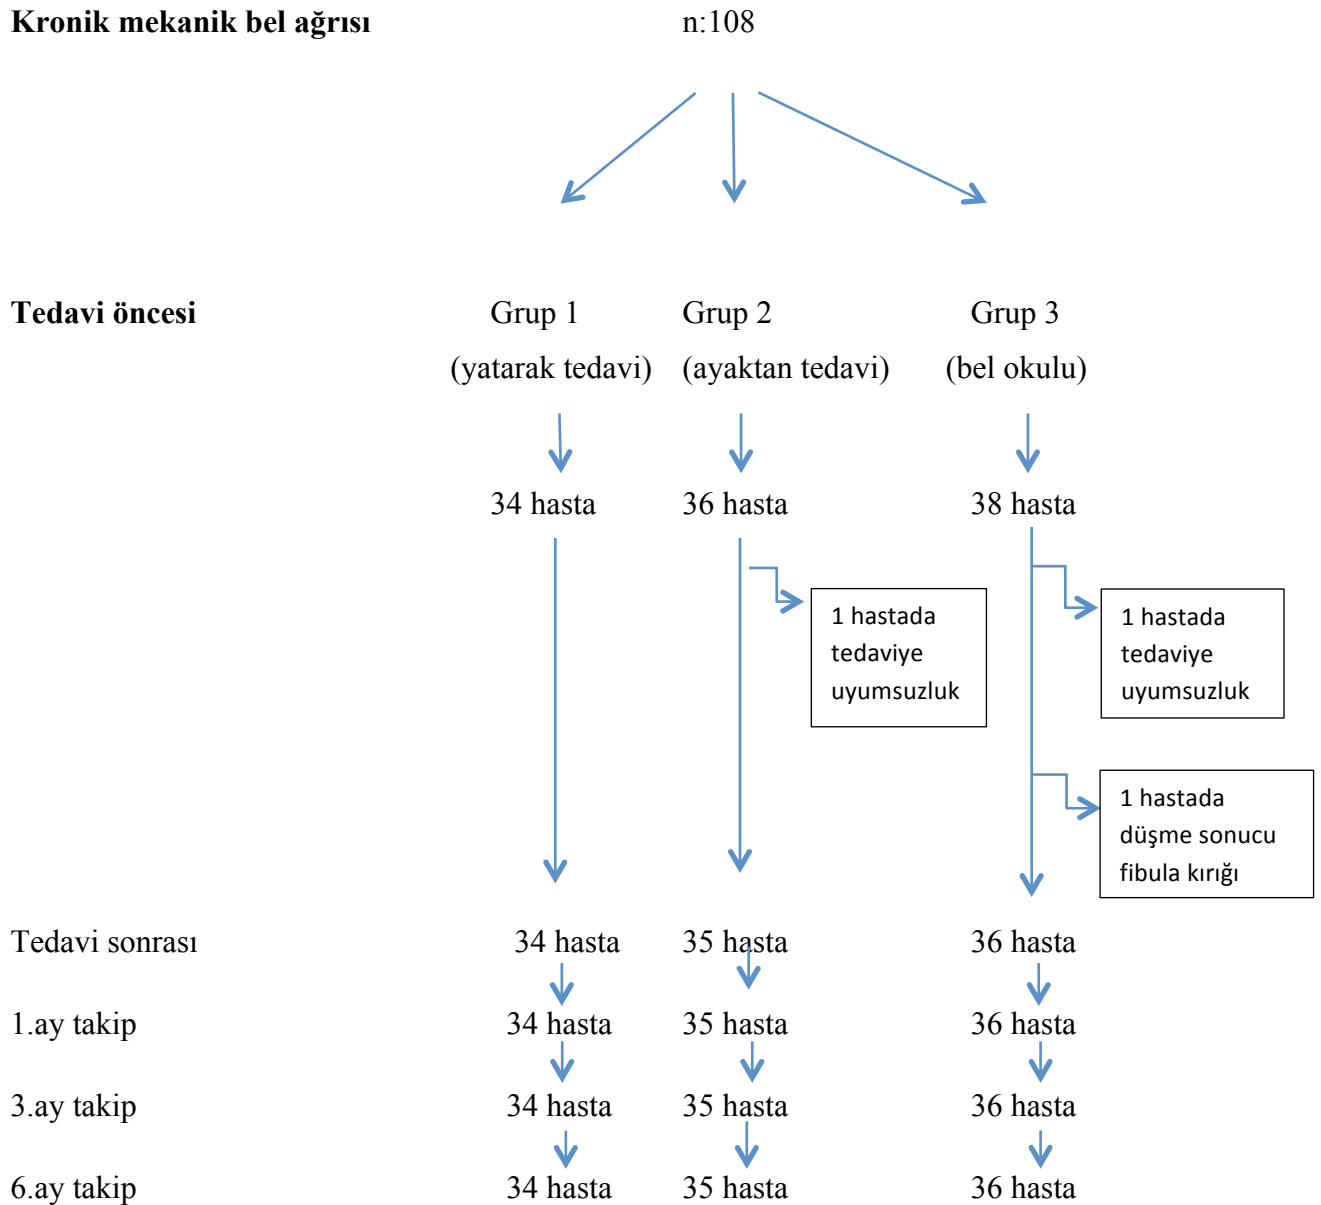 Kronik mekanik bel ağrısı n:108
Tedavi öncesi Grup 1 Grup 2 Grup 3
(yatarak tedavi) (ayaktan tedavi) (bel okulu)
34 hasta 36 hasta 38 hasta
1 hastada
tedaviye
uyumsuzluk
1 hastada
tedaviye
uyumsuzluk
1 hastada
düşme sonucu
fibula kırığı
Tedavi sonrası 34 hasta 35 hasta 36 hasta
1.ay takip 34 hasta 35 hasta 36 hasta
3.ay takip 34 hasta 35 hasta 36 hasta
6.ay takip 34 hasta 35 hasta 36 hasta